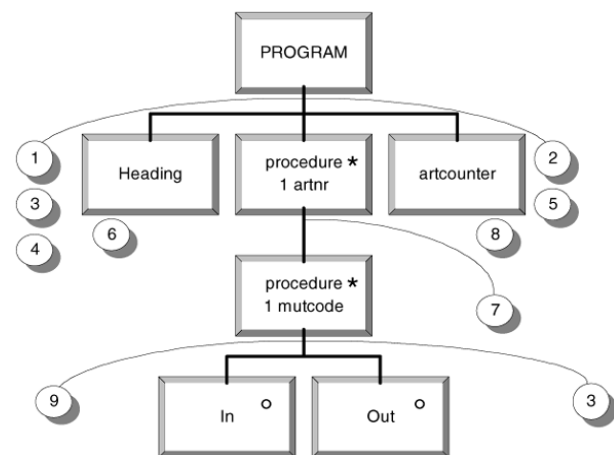 PROGRAM
1
Heading
procedure *
1 artnr
artcounter
2
3
5
4
6
8
procedure *
1 mutcode
7
9
In
Out
3